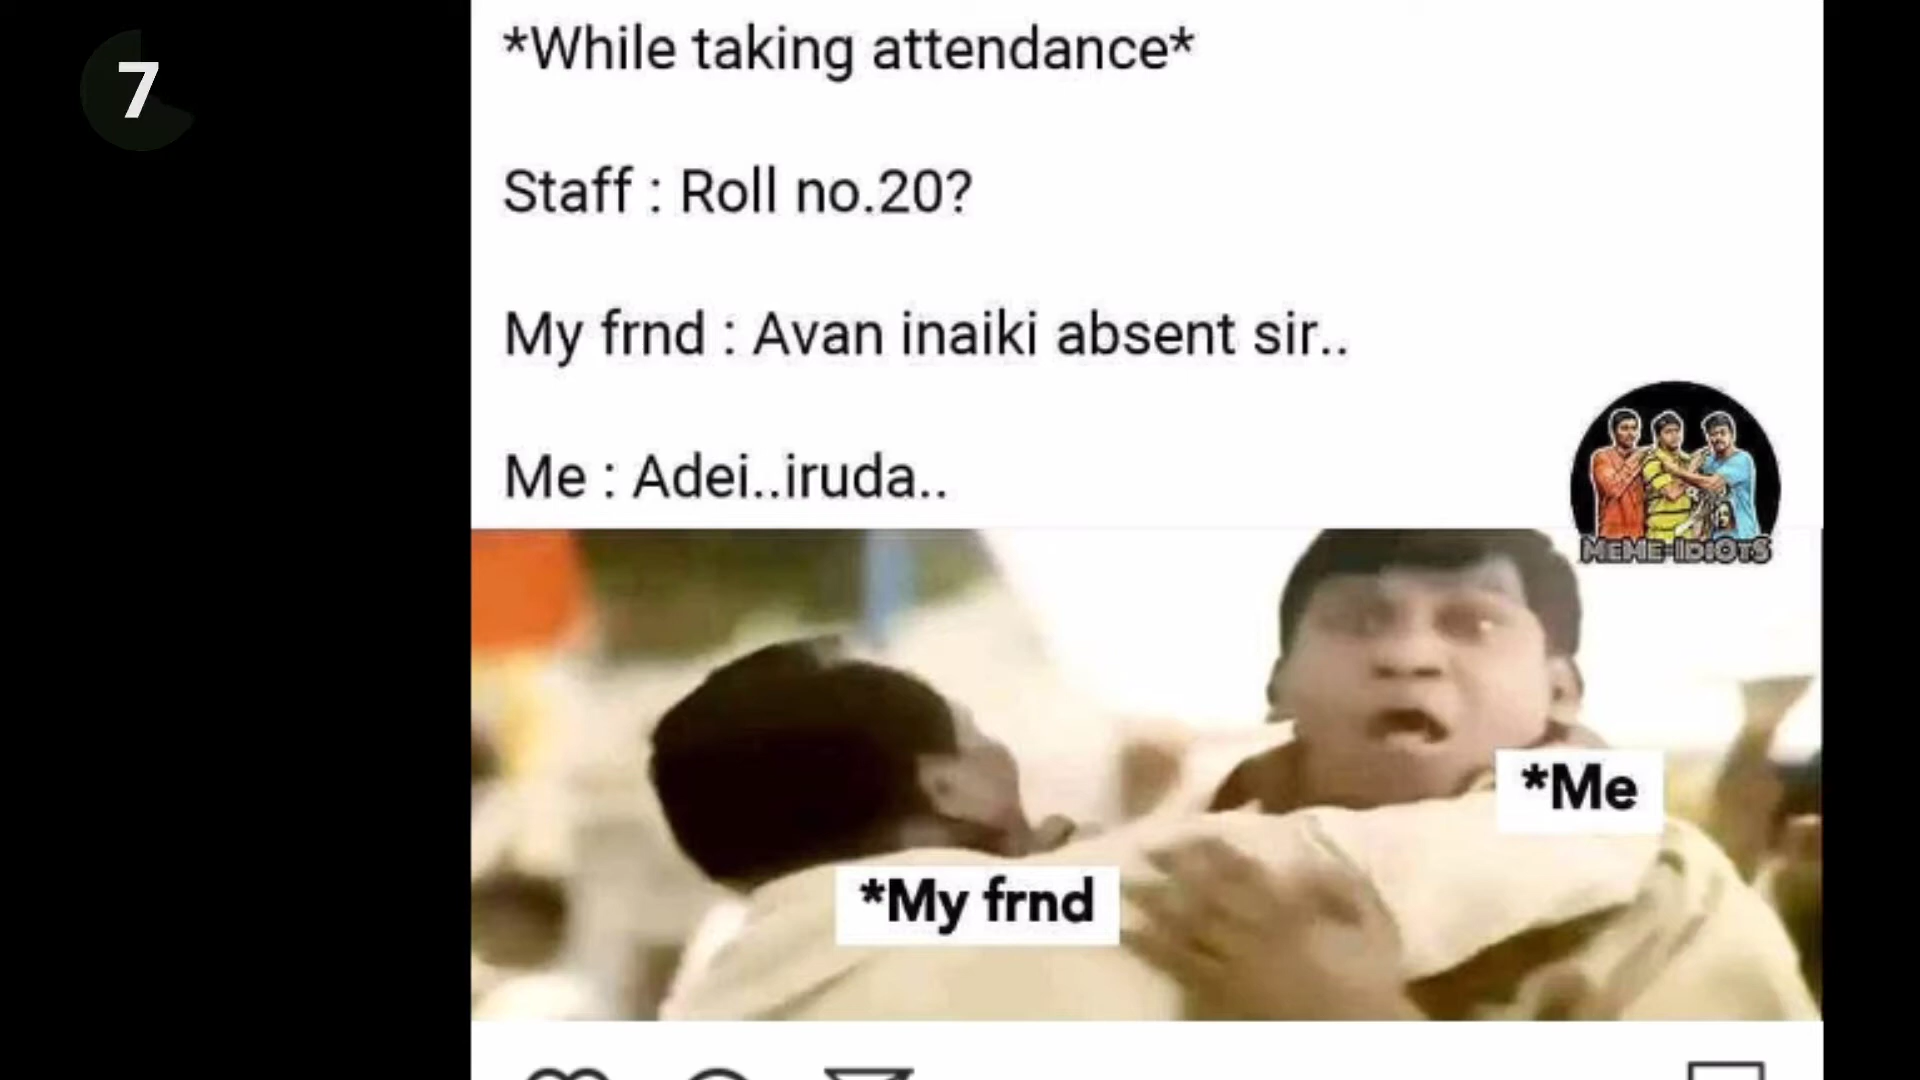 7
*While taking attendance*
Staff : Roll no.20?
My frnd : Avan inaiki absent sir..
Me : Adei..iruda..
MEME-IDIOTS
*Me
*My frnd